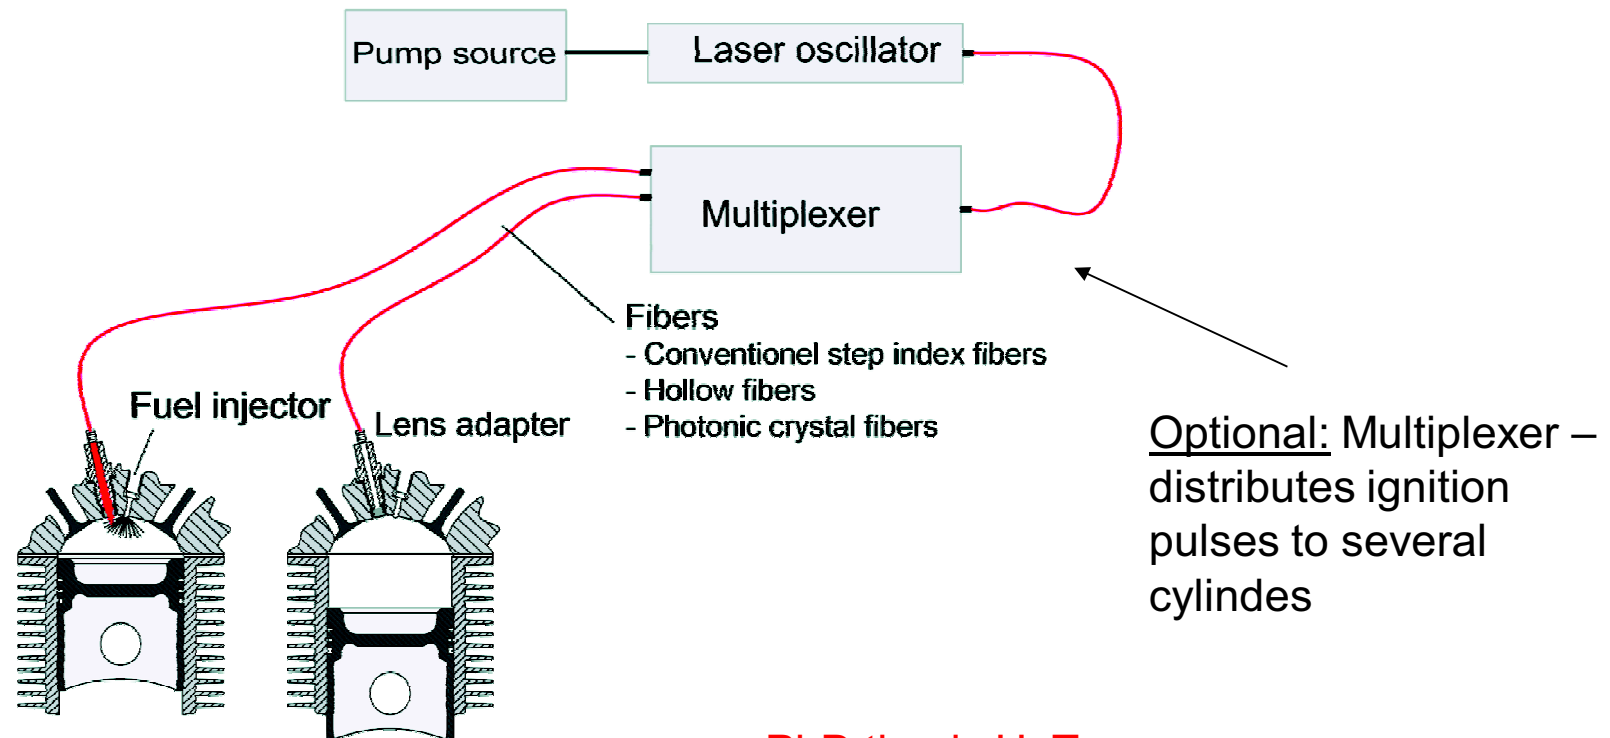 Pump source
Laser oscillator
Multiplexer
Fibers
- Conventionel step index fibers
- Hollow fibers
- Photonic crystal fibers
Fuel injector
Lens adapter
Optional: Multiplexer –
distributes ignition
pulses to several
cylindes